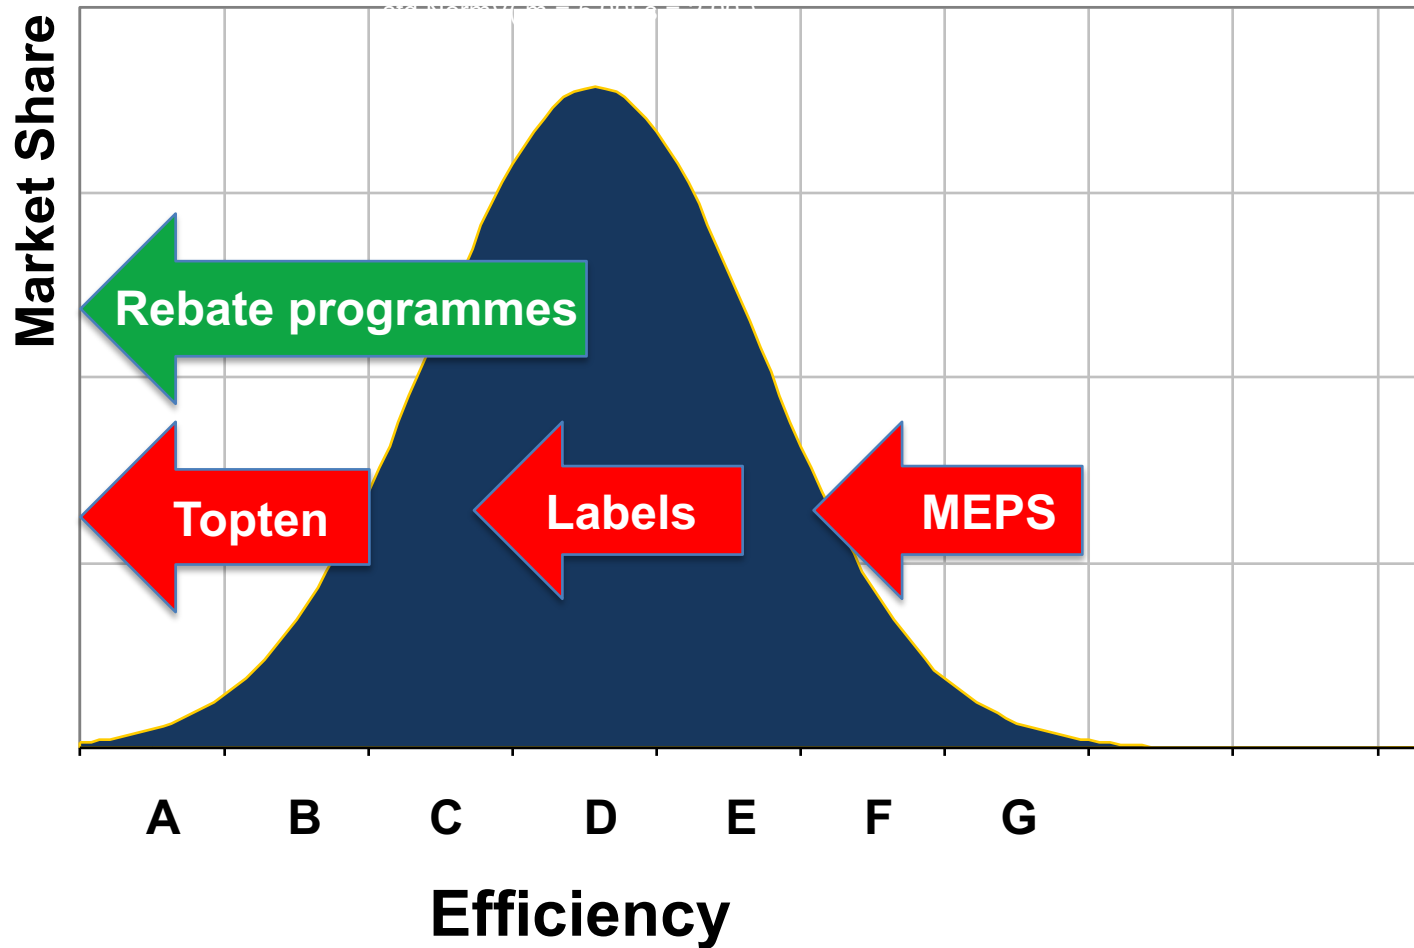 Market Share
Rebate programmes
Topten
Labels
MEPS
A B C D E F G
Efficiency